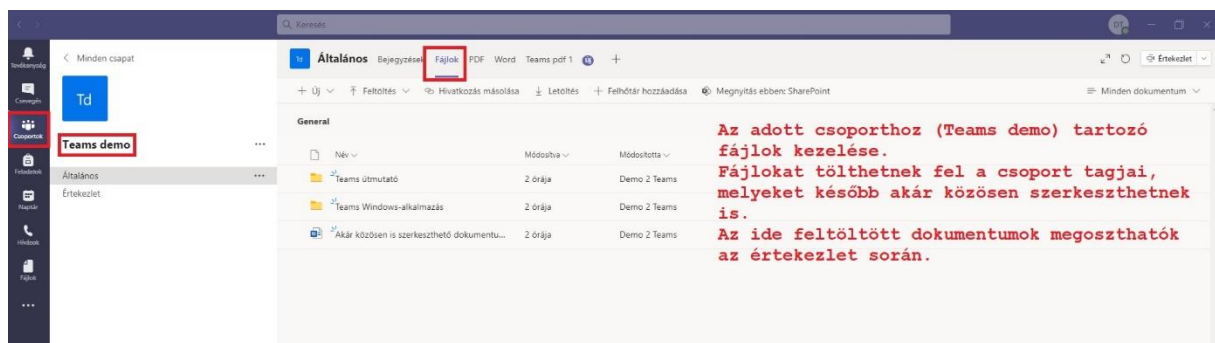 Keresés
DT
Tevékenység
Csevegés
Csoportok
Feladatok
Naptár
Hívások
Fájlok
Minden csapat
Td
Teams demo
Általános
Értekezlet
Td Általános Bejegyzések Fájlok PDF Word Teams pdf 1
Értekezlet
Új Feltöltés Hivatkozás másolása Letöltés Felhőtár hozzáadása Megnyitás ebben: SharePoint
Minden dokumentum
General
Név Módosítva Módosította
Teams útmutató 2 órája Demo 2 Teams
Teams Windows-alkalmazás 2 órája Demo 2 Teams
Akár közösen is szerkeszthető dokumentu... 2 órája Demo 2 Teams
Az adott csoporthoz (Teams demo) tartozó
fájlok kezelése.
Fájlokat tölthetnek fel a csoport tagjai,
melyeket később akár közösen szerkeszthetnek
is.
Az ide feltöltött dokumentumok megoszthatók
az értekezlet során.